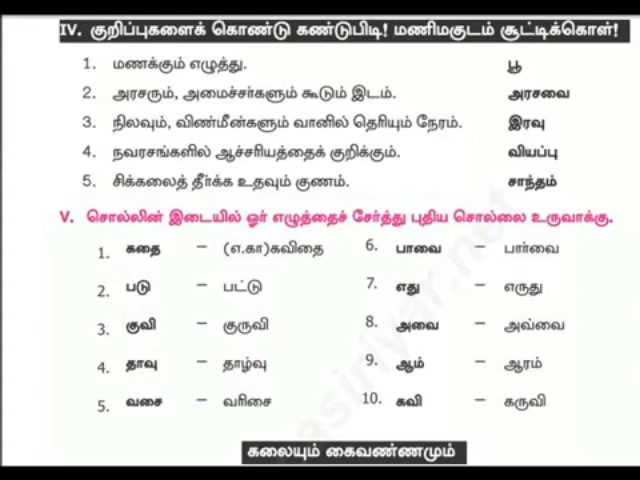 IV. குறிப்புகளைக் கொண்டு கண்டுபிடி! மணிமகுடம் சூட்டிக்கொள்!
1. மணக்கும் எழுத்து. பூ
2. அரசரும், அமைச்சர்களும் கூடும் இடம். அரசவை
3. நிலவும், விண்மீன்களும் வானில் தெரியும் நேரம். இரவு
4. நவரசங்களில் ஆச்சரியத்தைக் குறிக்கும். வியப்பு
5. சிக்கலைத் தீர்க்க உதவும் குணம். சாந்தம்
V. சொல்லின் இடையில் ஓர் எழுத்தைச் சேர்த்து புதிய சொல்லை உருவாக்கு.
1. கதை – (எ.கா)கவிதை 6. பாவை – பார்வை
2. படு – பட்டு 7. எது – எருது
3. குவி – குருவி 8. அவை – அவ்வை
4. தாவு – தாழ்வு 9. ஆம் – ஆரம்
5. வசை – வரிசை 10. கவி – கருவி
கலையும் கைவண்ணமும்